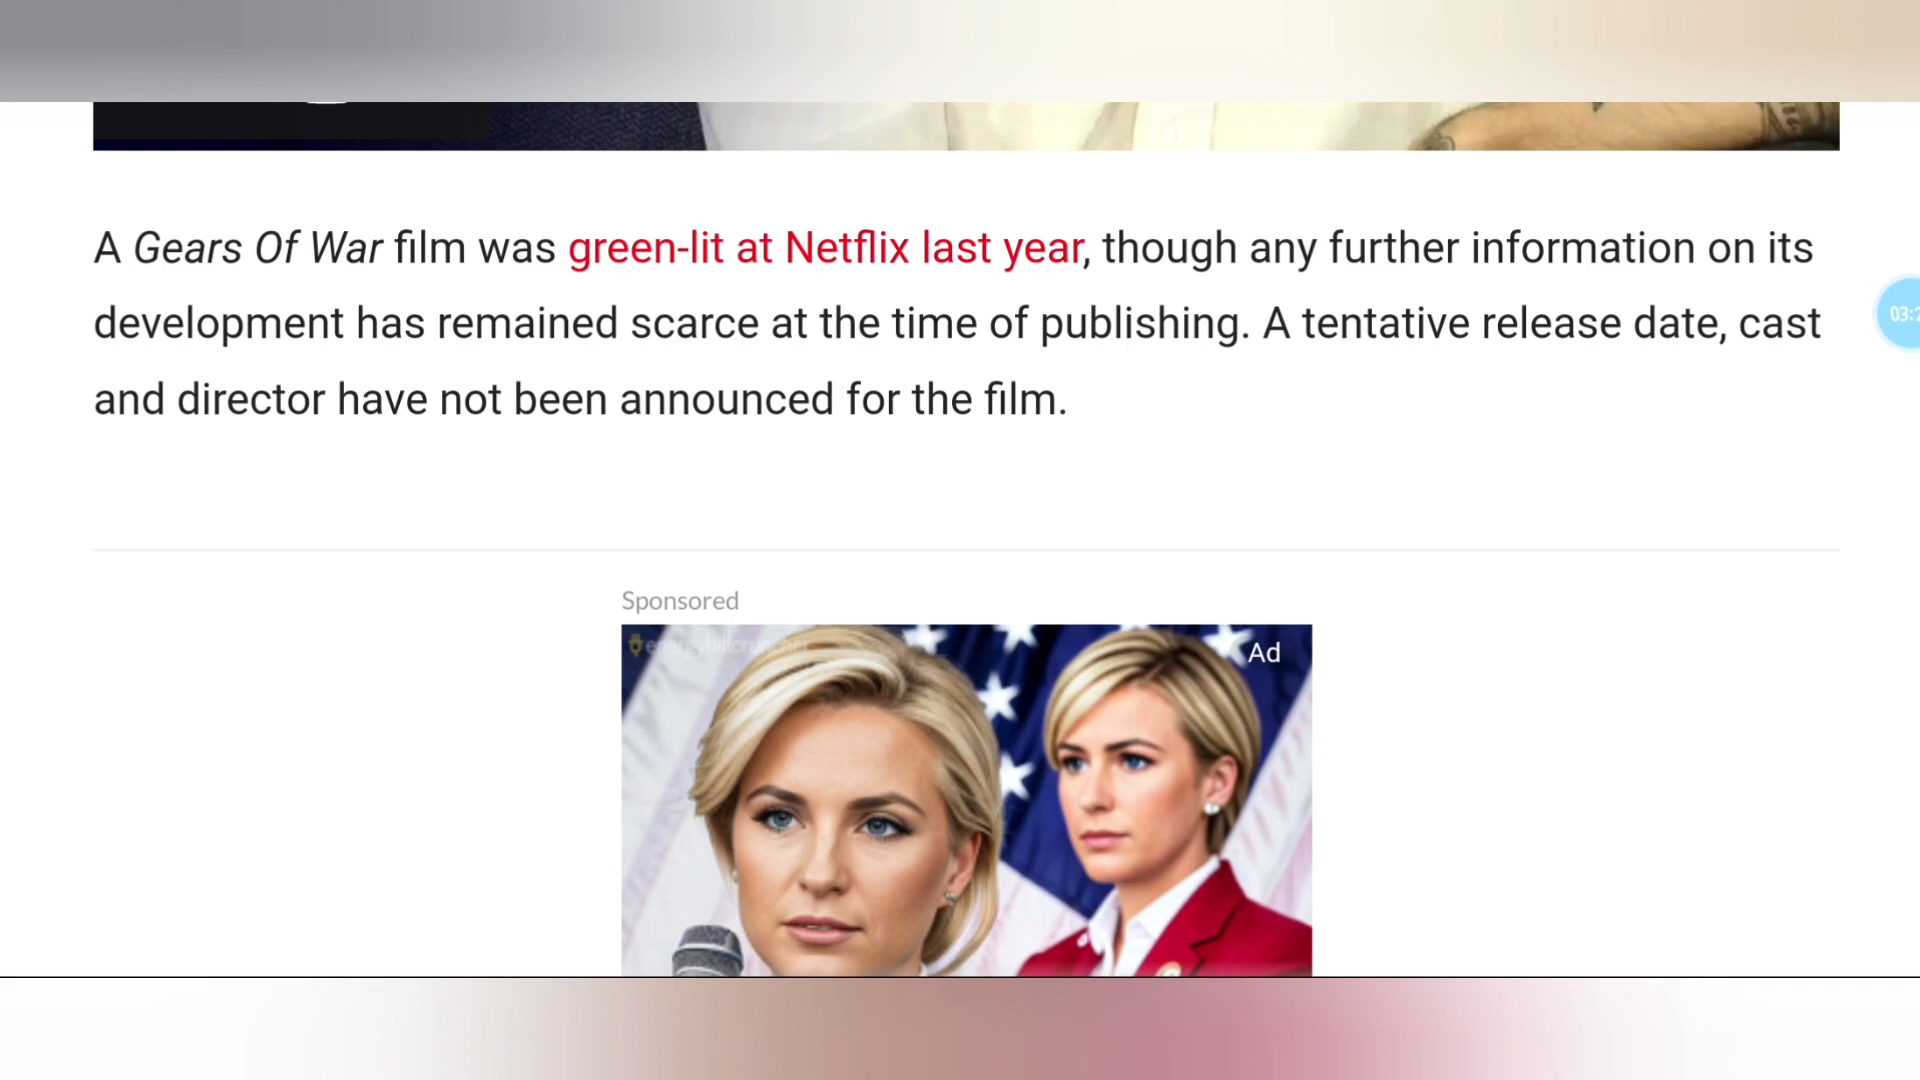 A Gears Of War film was green-lit at Netflix last year, though any further information on its
development has remained scarce at the time of publishing. A tentative release date, cast
and director have not been announced for the film.
03:2
Sponsored
Ad